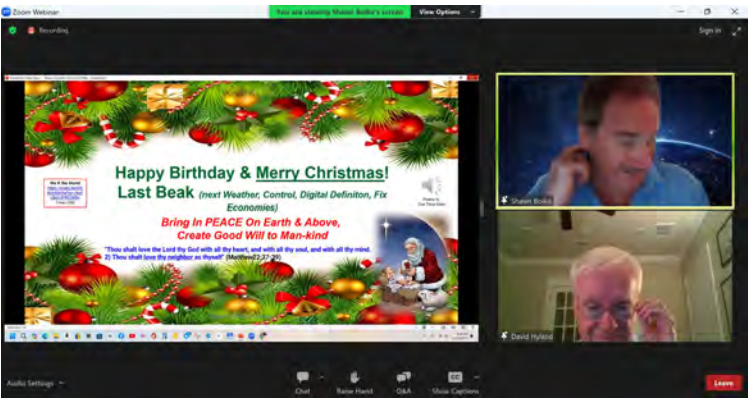 Zoom Webinar
You are viewing Shawn Boike's screen
View Options
Recording
Sign in
Happy Birthday & Merry Christmas!
Last Beak (next Weather, Control, Digital Definiton, Fix
Economies)
Bring In PEACE On Earth & Above,
Create Good Will to Man-kind
"Thou shalt love the Lord thy God with all thy heart, and with all thy soul, and with all thy mind.
2) Thou shalt love thy neighbor as thyself" (Matthew22:37-39)
Shawn Boike
David Hyland
Audio Settings
Chat
Raise Hand
Q&A
Show Captions
Leave